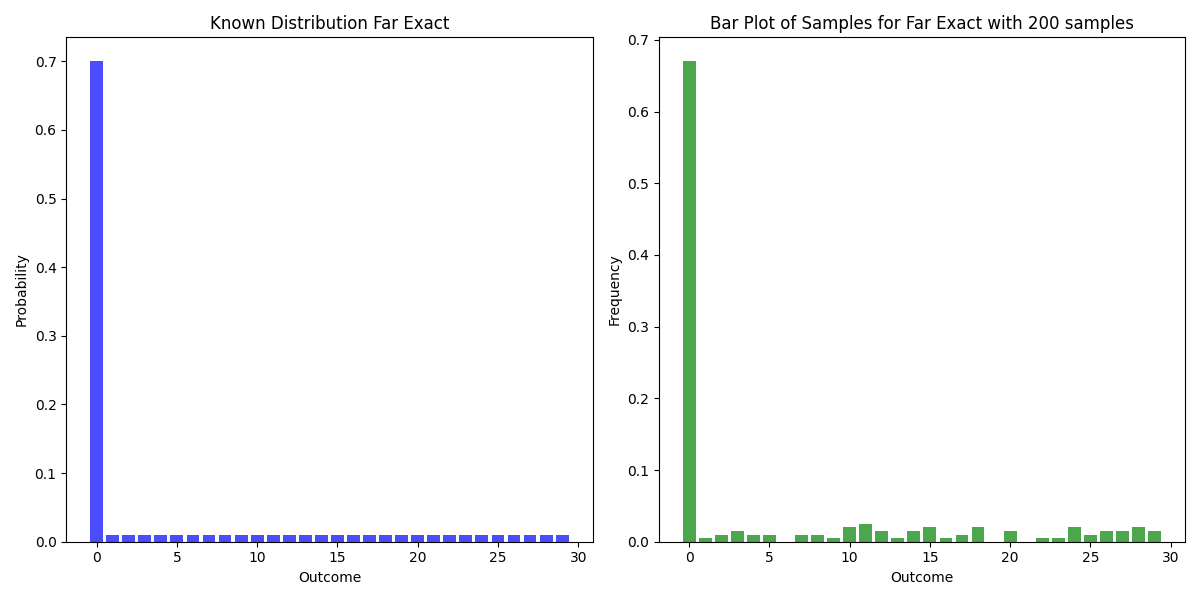 Known Distribution Far Exact
0.7
0.6
0.5
0.4
0.3
0.2
0.1
0.0
Probability
0 5 10 15 20 25 30
Outcome
Bar Plot of Samples for Far Exact with 200 samples
0.7
0.6
0.5
0.4
0.3
0.2
0.1
0.0
Frequency
0 5 10 15 20 25 30
Outcome